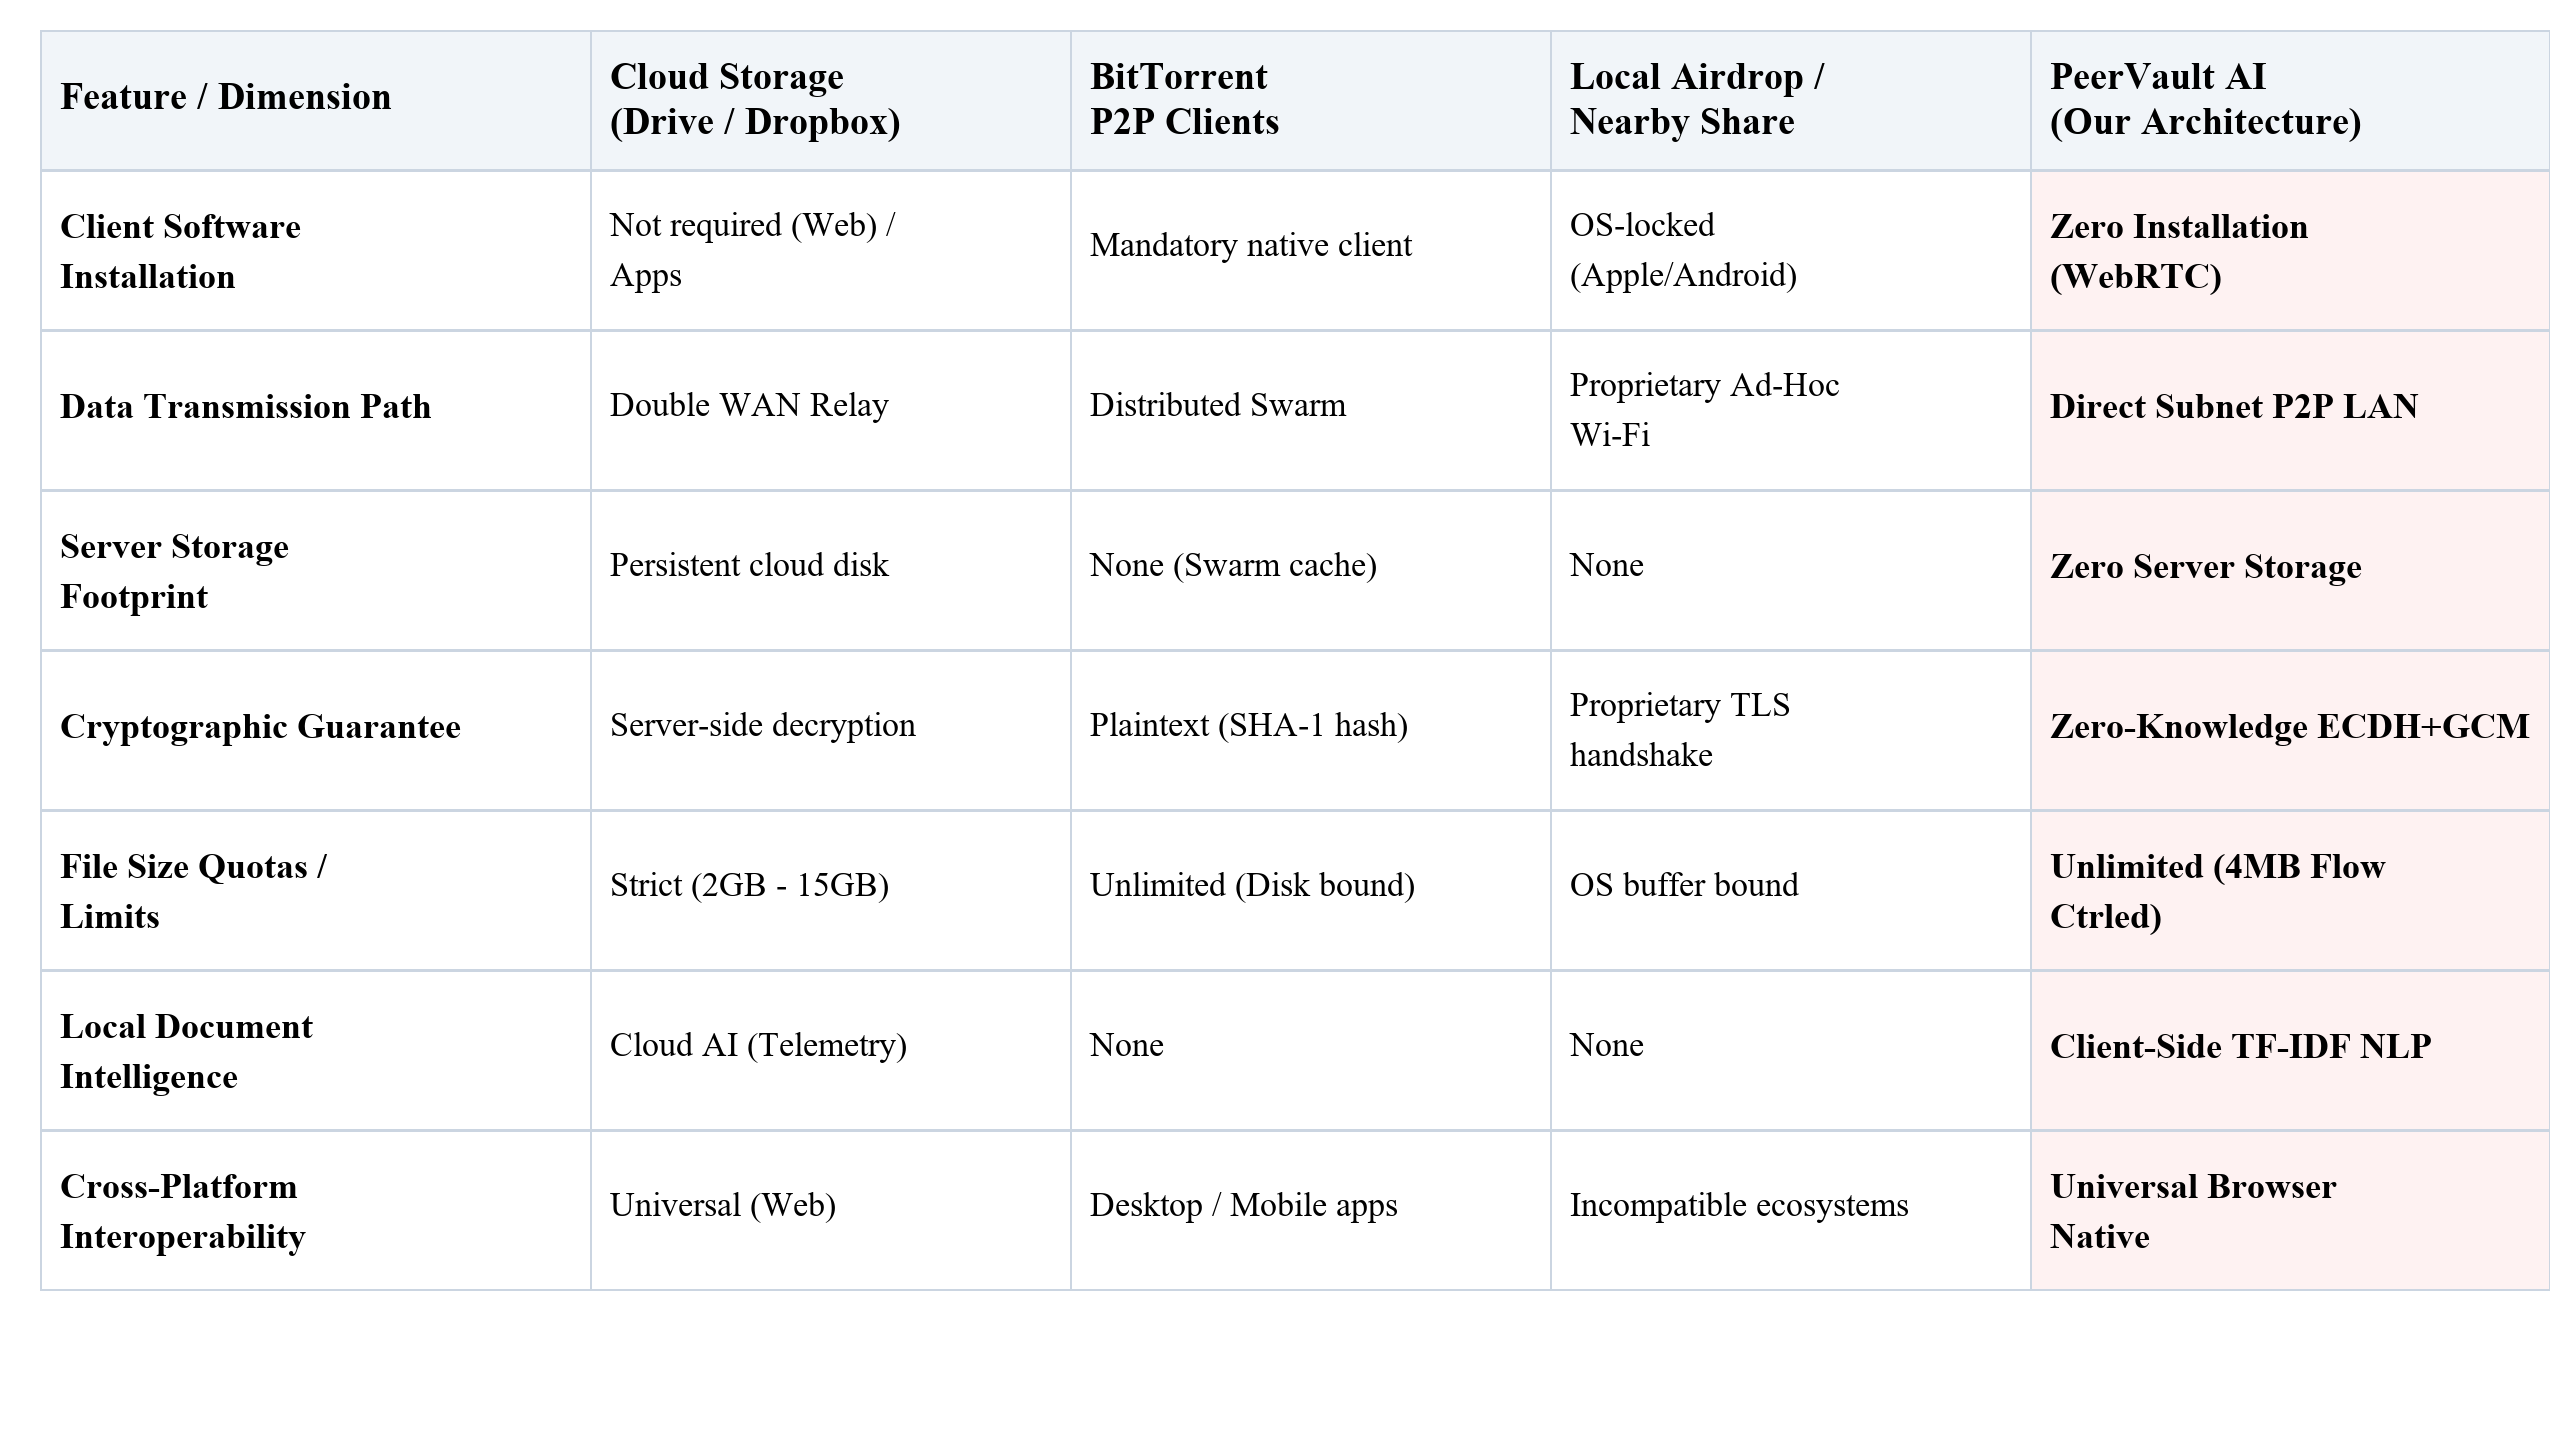 Feature / Dimension
Cloud Storage
(Drive / Dropbox)
BitTorrent
P2P Clients
Local Airdrop /
Nearby Share
PeerVault AI
(Our Architecture)
Client Software
Installation
Not required (Web) /
Apps
Mandatory native client
OS-locked
(Apple/Android)
Zero Installation
(WebRTC)
Data Transmission Path
Double WAN Relay
Distributed Swarm
Proprietary Ad-Hoc
Wi-Fi
Direct Subnet P2P LAN
Server Storage
Footprint
Persistent cloud disk
None (Swarm cache)
None
Zero Server Storage
Cryptographic Guarantee
Server-side decryption
Plaintext (SHA-1 hash)
Proprietary TLS
handshake
Zero-Knowledge ECDH+GCM
File Size Quotas /
Limits
Strict (2GB - 15GB)
Unlimited (Disk bound)
OS buffer bound
Unlimited (4MB Flow
Ctrled)
Local Document
Intelligence
Cloud AI (Telemetry)
None
None
Client-Side TF-IDF NLP
Cross-Platform
Interoperability
Universal (Web)
Desktop / Mobile apps
Incompatible ecosystems
Universal Browser
Native